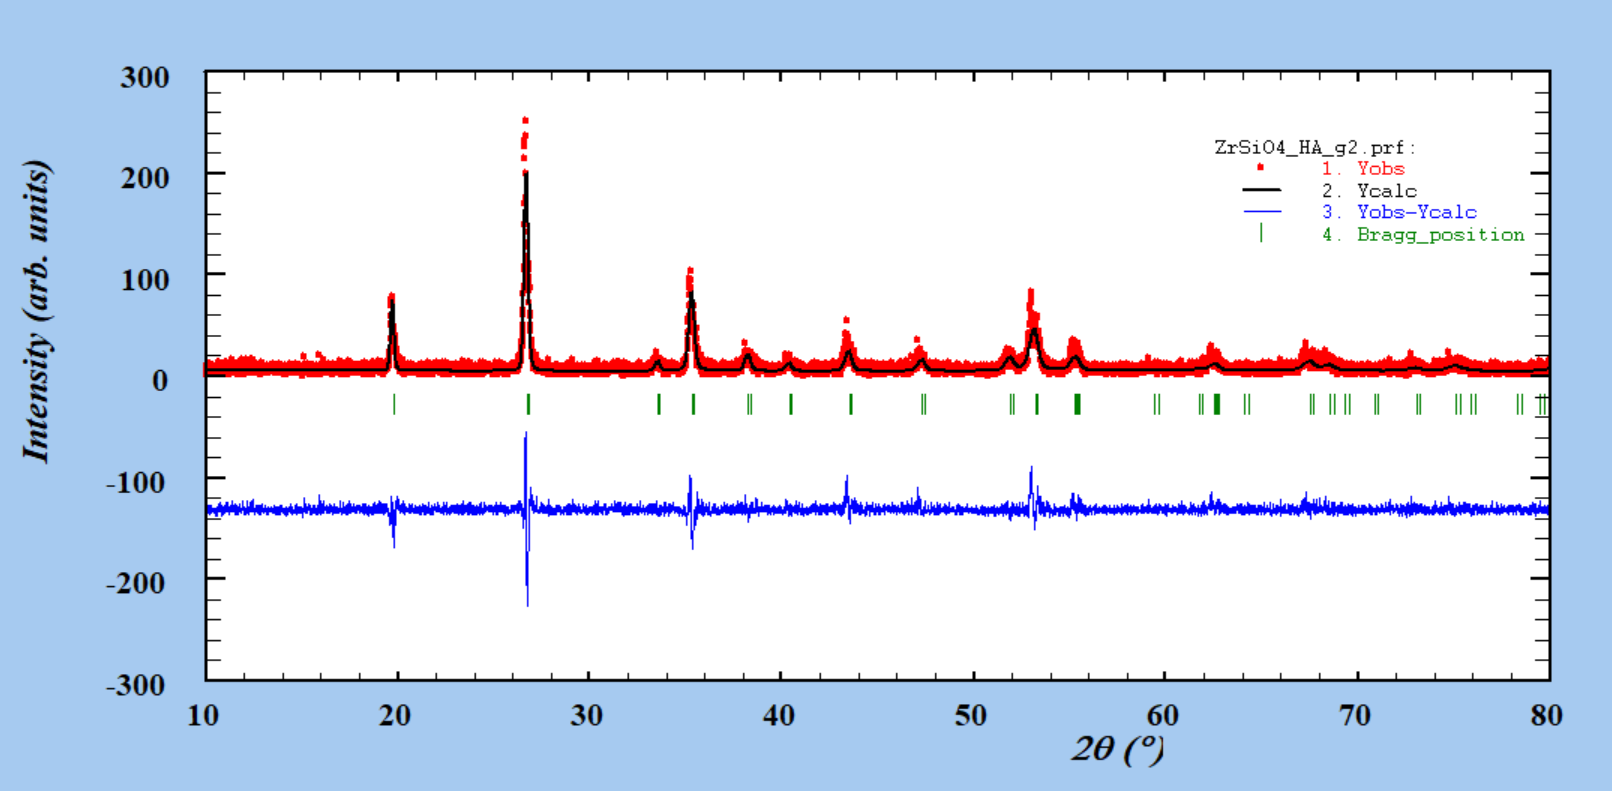 300
200
100
0
-100
-200
-300
Intensity (arb. units)
ZrSiO4_HA_g2.prf:
1. Yobs
2. Ycalc
3. Yobs-Ycalc
4. Bragg_position
10 20 30 40 50 60 70 80
2θ (°)